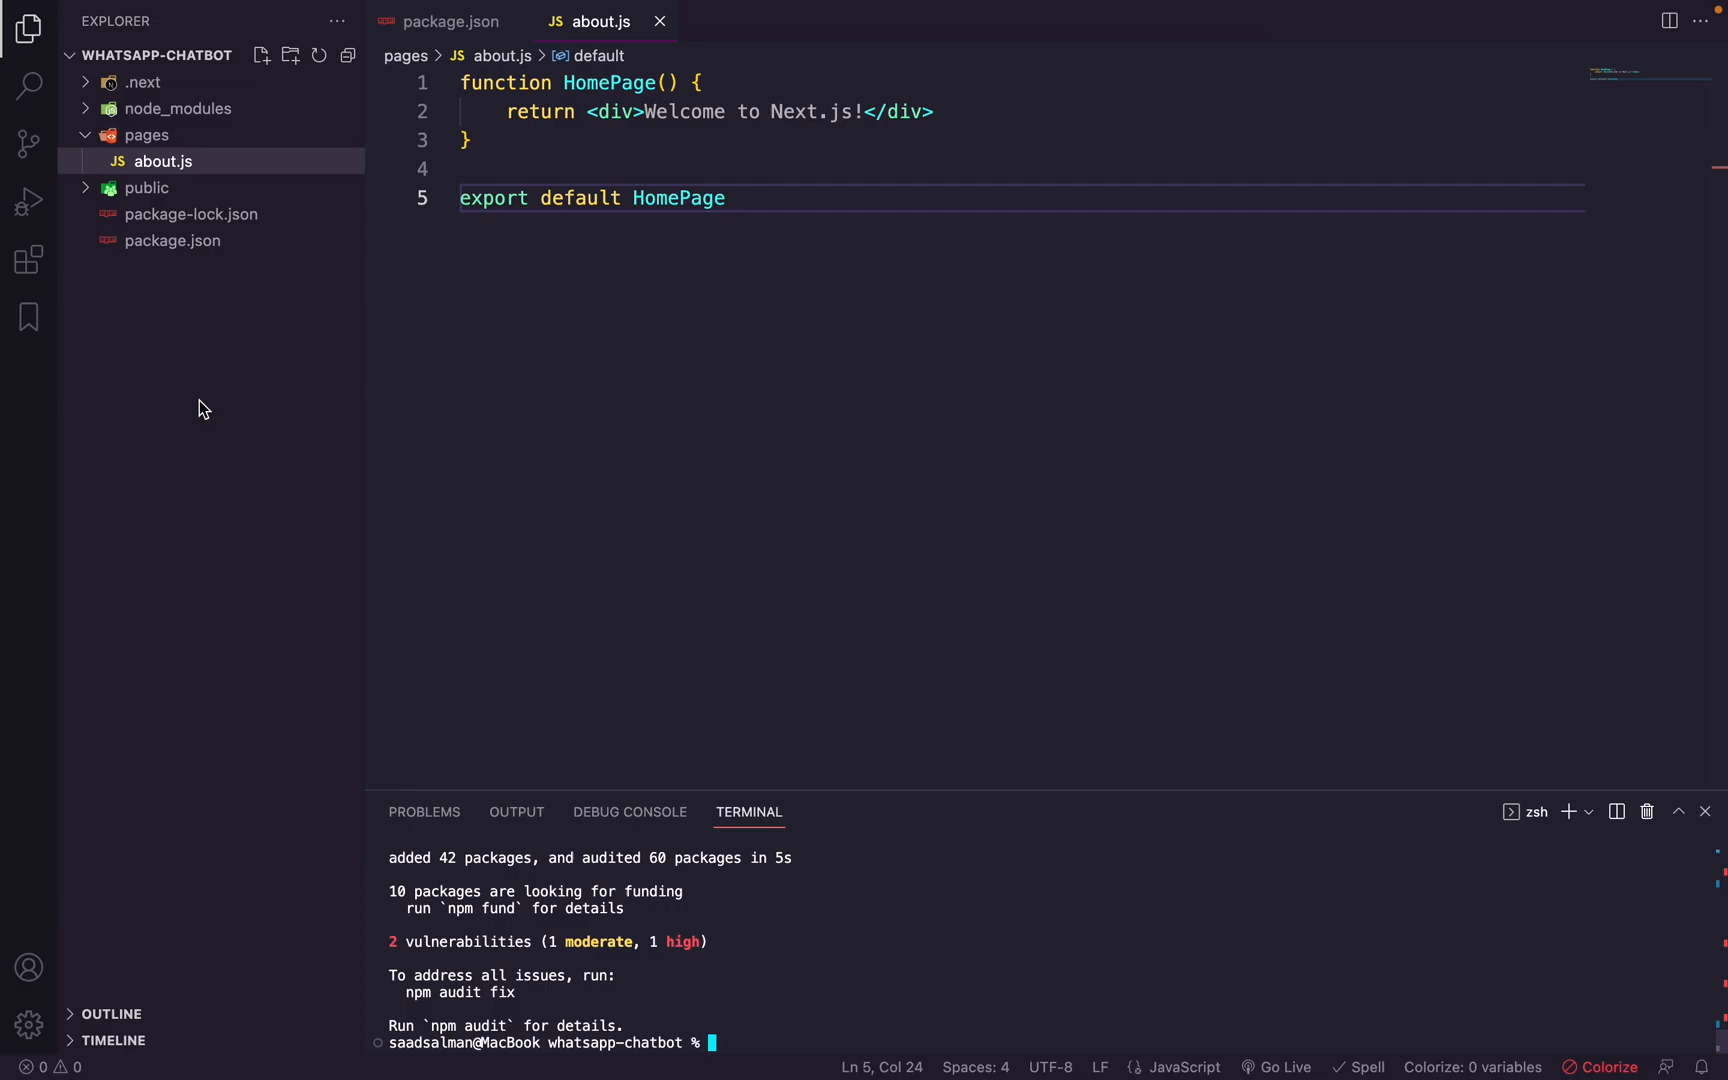 EXPLORER
WHATSAPP-CHATBOT
.next
node_modules
pages
JS about.js
public
package-lock.json
package.json
OUTLINE
TIMELINE
package.json
JS about.js
pages > JS about.js > default
1 function HomePage() {
2 return <div>Welcome to Next.js!</div>
3 }
4
5 export default HomePage
PROBLEMS OUTPUT DEBUG CONSOLE TERMINAL
zsh
added 42 packages, and audited 60 packages in 5s
10 packages are looking for funding
run `npm fund` for details
2 vulnerabilities (1 moderate, 1 high)
To address all issues, run:
npm audit fix
Run `npm audit` for details.
saadsalman@MacBook whatsapp-chatbot %
0 0 Ln 5, Col 24 Spaces: 4 UTF-8 LF {} JavaScript Go Live Spell Colorize: 0 variables Colorize